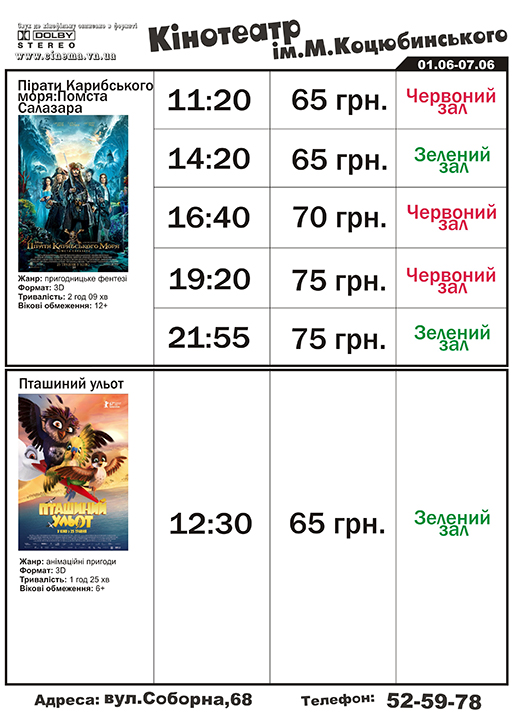 Звук до кінофільму записано в форматі
DOLBY
STEREO
www.cinema.vn.ua
Кінотеатр
ім.М.Коцюбинського
01.06-07.06
Пірати Карибського
моря:Помста
Салазара
ПІРАТИ КАРИБСЬКОГО МОРЯ
Жанр: пригодницьке фентезі
Формат: 3D
Тривалість: 2 год 09 хв
Вікові обмеження: 12+
11:20 65 грн. Червоний
зал
14:20 65 грн. Зелений
зал
16:40 70 грн. Червоний
зал
19:20 75 грн. Червоний
зал
21:55 75 грн. Зелений
зал
Пташиний ульот
ПТАШИНИЙ
УЛЬОТ
Жанр: анімаційні пригоди
Формат: 3D
Тривалість: 1 год 25 хв
Вікові обмеження: 6+
12:30 65 грн. Зелений
зал
Адреса: вул.Соборна,68 Телефон: 52-59-78